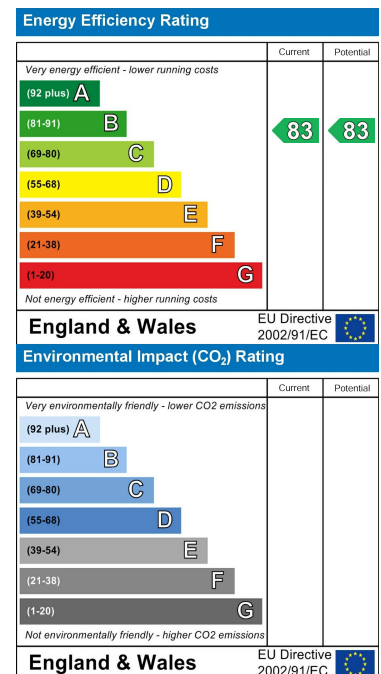 Energy Efficiency Rating
Current Potential
Very energy efficient - lower running costs
(92 plus) A
(81-91) B
83 83
(69-80) C
(55-68) D
(39-54) E
(21-38) F
(1-20) G
Not energy efficient - higher running costs
England & Wales
EU Directive
2002/91/EC
Environmental Impact (CO₂) Rating
Current Potential
Very environmentally friendly - lower CO2 emissions
(92 plus) A
(81-91) B
(69-80) C
(55-68) D
(39-54) E
(21-38) F
(1-20) G
Not environmentally friendly - higher CO2 emissions
England & Wales
EU Directive
2002/91/EC